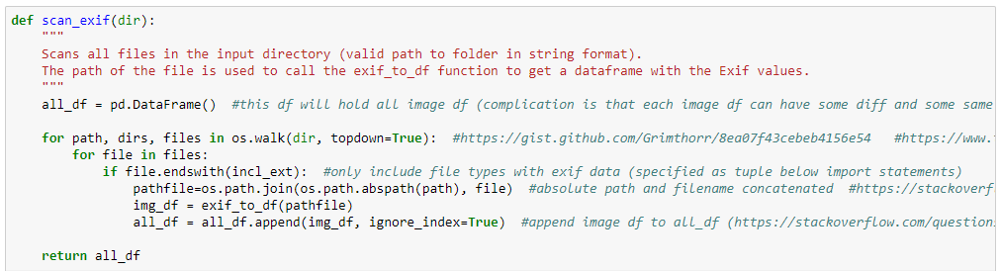 def scan_exif(dir):
"""
Scans all files in the input directory (valid path to folder in string format).
The path of the file is used to call the exif_to_df function to get a dataframe with the Exif values.
"""
all_df = pd.DataFrame()  #this df will hold all image df (complication is that each image df can have some diff and some same
for path, dirs, files in os.walk(dir, topdown=True):  #https://gist.github.com/Grimthorr/8ea07f43cebeb4156e54   #https://www.
for file in files:
if file.endswith(incl_ext):  #only include file types with exif data (specified as tuple below import statements)
pathfile=os.path.join(os.path.abspath(path), file)  #absolute path and filename concatenated  #https://stackoverf
img_df = exif_to_df(pathfile)
all_df = all_df.append(img_df, ignore_index=True)  #append image df to all_df (https://stackoverflow.com/question
return all_df